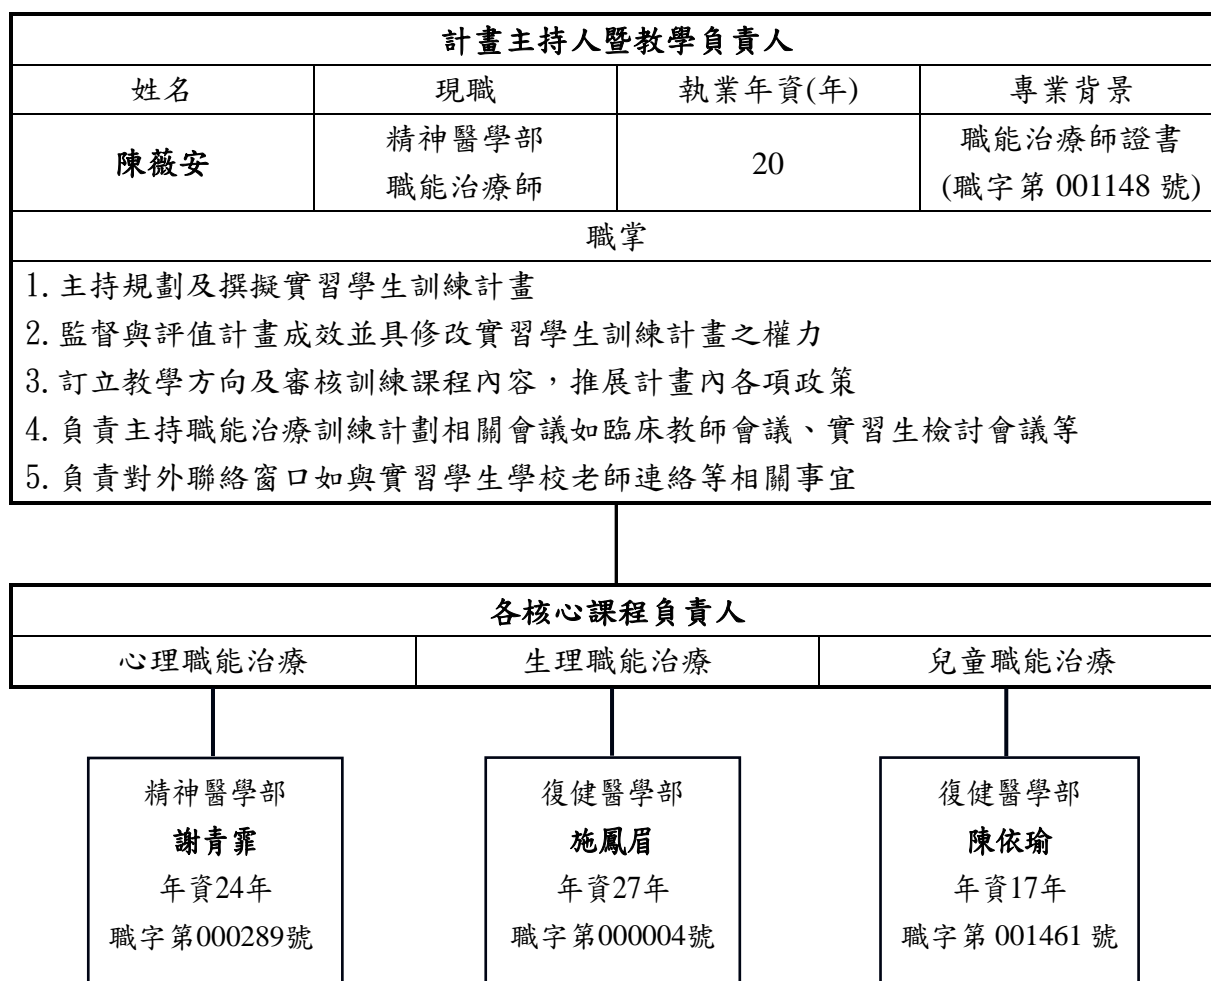 計畫主持人暨教學負責人
姓名 現職 執業年資(年) 專業背景
陳薇安
精神醫學部
職能治療師
20
職能治療師證書
(職字第 001148 號)
職掌
1. 主持規劃及撰擬實習學生訓練計畫
2. 監督與評值計畫成效並具修改實習學生訓練計畫之權力
3. 訂立教學方向及審核訓練課程內容，推展計畫內各項政策
4. 負責主持職能治療訓練計劃相關會議如臨床教師會議、實習生檢討會議等
5. 負責對外聯絡窗口如與實習學生學校老師連絡等相關事宜
各核心課程負責人
心理職能治療 生理職能治療 兒童職能治療
精神醫學部
謝青霏
年資24年
職字第000289號
復健醫學部
施鳳眉
年資27年
職字第000004號
復健醫學部
陳依瑜
年資17年
職字第 001461 號